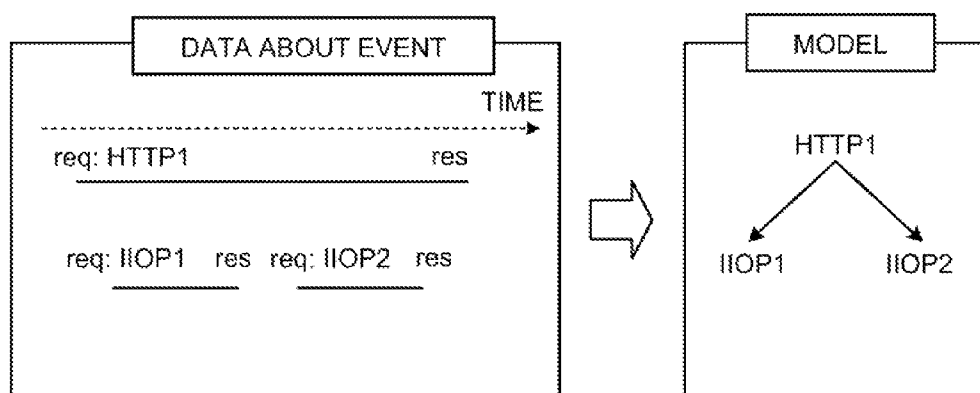 DATA ABOUT EVENT
TIME
req: HTTP1 res
req: IIOP1 res req: IIOP2 res
MODEL
HTTP1
IIOP1 IIOP2